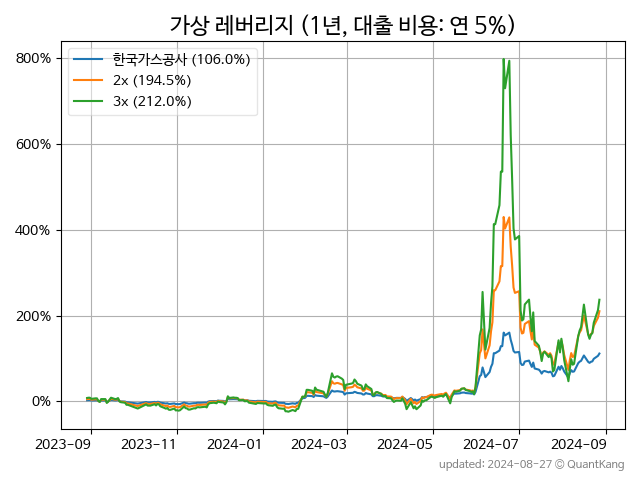 가상 레버리지 (1년, 대출 비용: 연 5%)
한국가스공사 (106.0%)
2x (194.5%)
3x (212.0%)
800%
600%
400%
200%
0%
2023-09 2023-11 2024-01 2024-03 2024-05 2024-07 2024-09
updated: 2024-08-27 © QuantKang